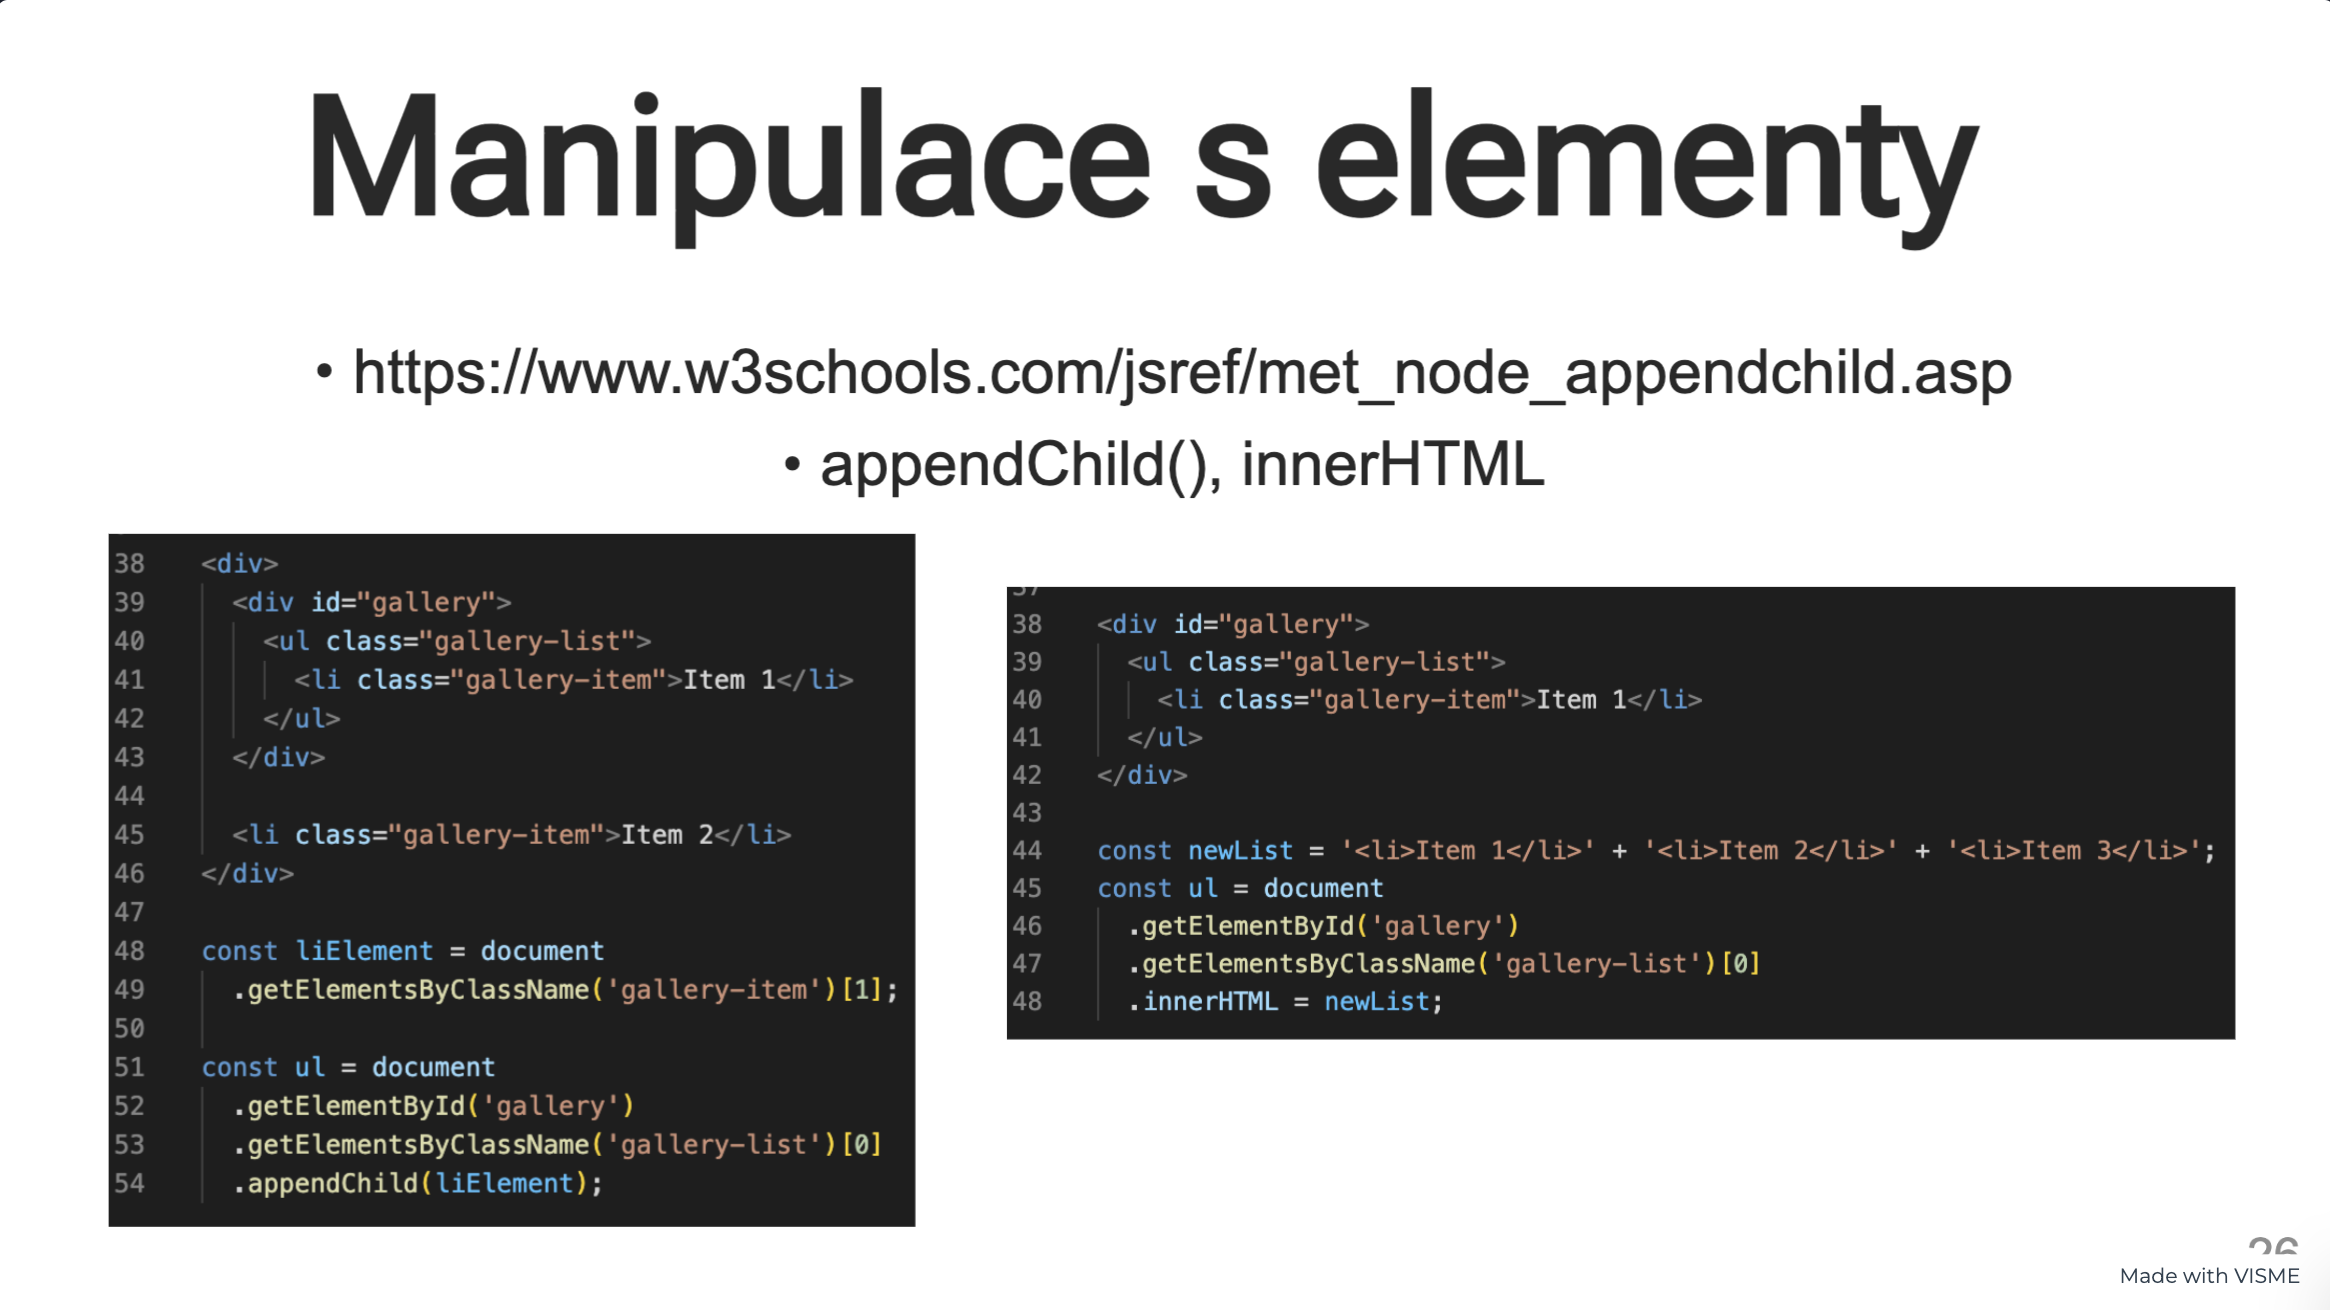 Manipulace s elementy
• https://www.w3schools.com/jsref/met_node_appendchild.asp
• appendChild(), innerHTML
38 <div>
39 <div id="gallery">
40 <ul class="gallery-list">
41 <li class="gallery-item">Item 1</li>
42 </ul>
43 </div>
44
45 <li class="gallery-item">Item 2</li>
46 </div>
47
48 const liElement = document
49 .getElementsByClassName('gallery-item')[1];
50
51 const ul = document
52 .getElementById('gallery')
53 .getElementsByClassName('gallery-list')[0]
54 .appendChild(liElement);
37
38 <div id="gallery">
39 <ul class="gallery-list">
40 <li class="gallery-item">Item 1</li>
41 </ul>
42 </div>
43
44 const newList = '<li>Item 1</li>' + '<li>Item 2</li>' + '<li>Item 3</li>';
45 const ul = document
46 .getElementById('gallery')
47 .getElementsByClassName('gallery-list')[0]
48 .innerHTML = newList;
26
Made with VISME